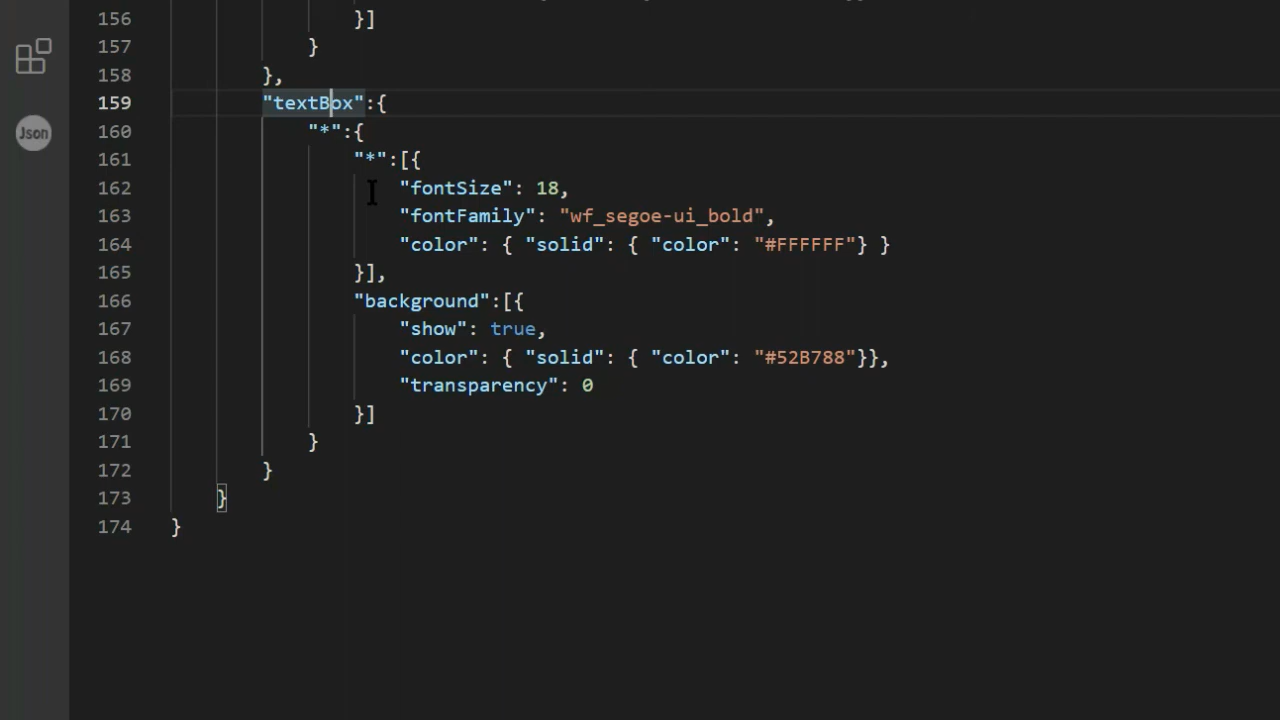 156 }]
157 }
158 },
159 "textBox":{
160 "*":{
161 "*":[{
162 "fontSize": 18,
163 "fontFamily": "wf_segoe-ui_bold",
164 "color": { "solid": { "color": "#FFFFFF"} }
165 }],
166 "background":[{
167 "show": true,
168 "color": { "solid": { "color": "#52B788"}},
169 "transparency": 0
170 }]
171 }
172 }
173 }
174 }
Json